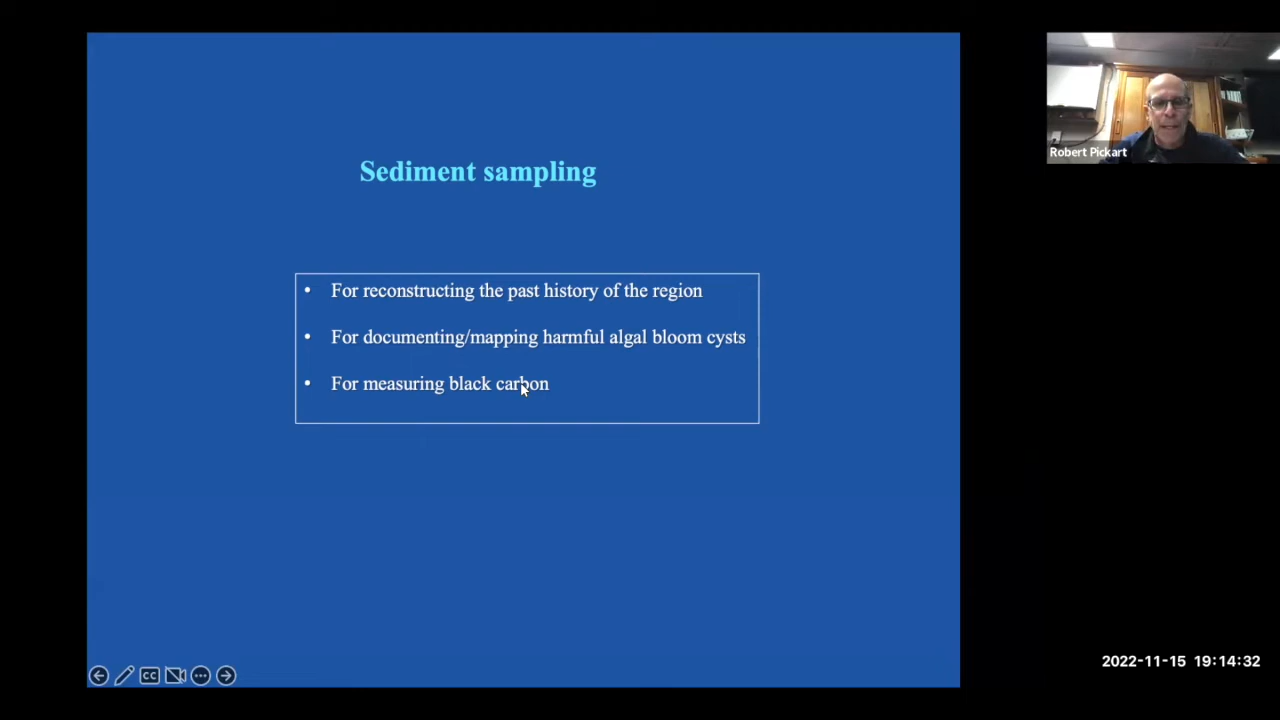 Sediment sampling
• For reconstructing the past history of the region
• For documenting/mapping harmful algal bloom cysts
• For measuring black carbon
Robert Pickart
CC
2022-11-15 19:14:32